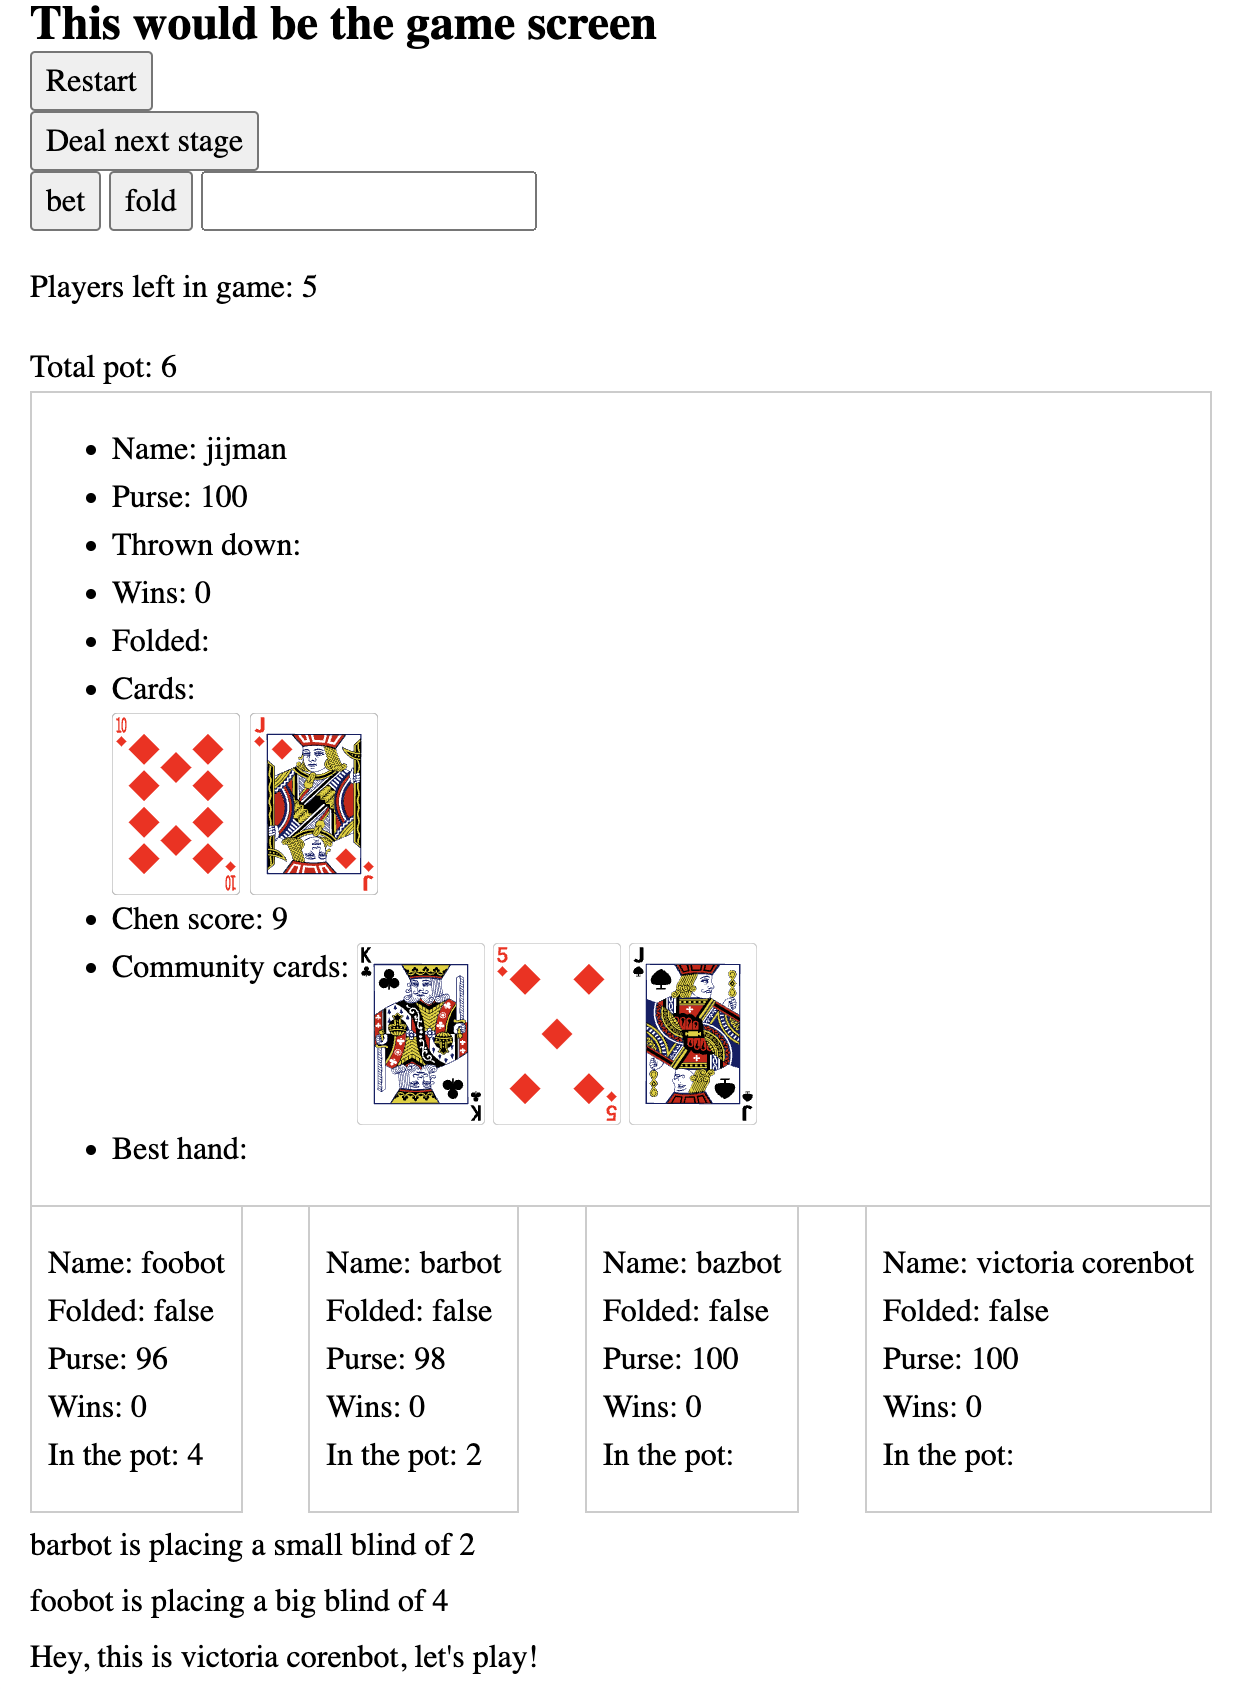 This would be the game screen
Restart
Deal next stage
bet fold
Players left in game: 5
Total pot: 6
Name: jijman
Purse: 100
Thrown down:
Wins: 0
Folded:
Cards:
10 J
10 J
Chen score: 9
Community cards: K 5 J
K 5 J
Best hand:
Name: foobot
Folded: false
Purse: 96
Wins: 0
In the pot: 4
Name: barbot
Folded: false
Purse: 98
Wins: 0
In the pot: 2
Name: bazbot
Folded: false
Purse: 100
Wins: 0
In the pot:
Name: victoria corenbot
Folded: false
Purse: 100
Wins: 0
In the pot:
barbot is placing a small blind of 2
foobot is placing a big blind of 4
Hey, this is victoria corenbot, let's play!